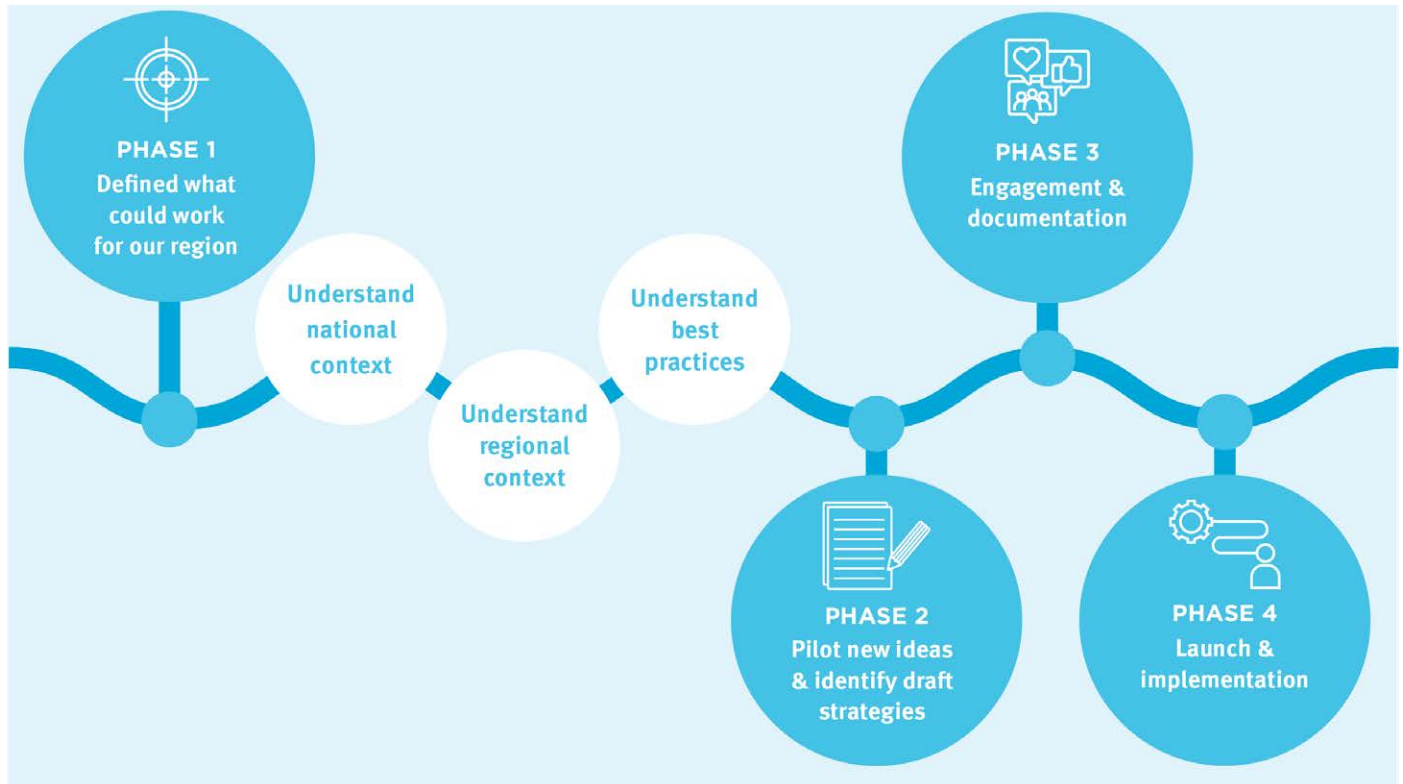 PHASE 1
Defined what
could work
for our region
Understand
national
context
Understand
regional
context
Understand
best
practices
PHASE 2
Pilot new ideas
& identify draft
strategies
PHASE 3
Engagement &
documentation
PHASE 4
Launch &
implementation